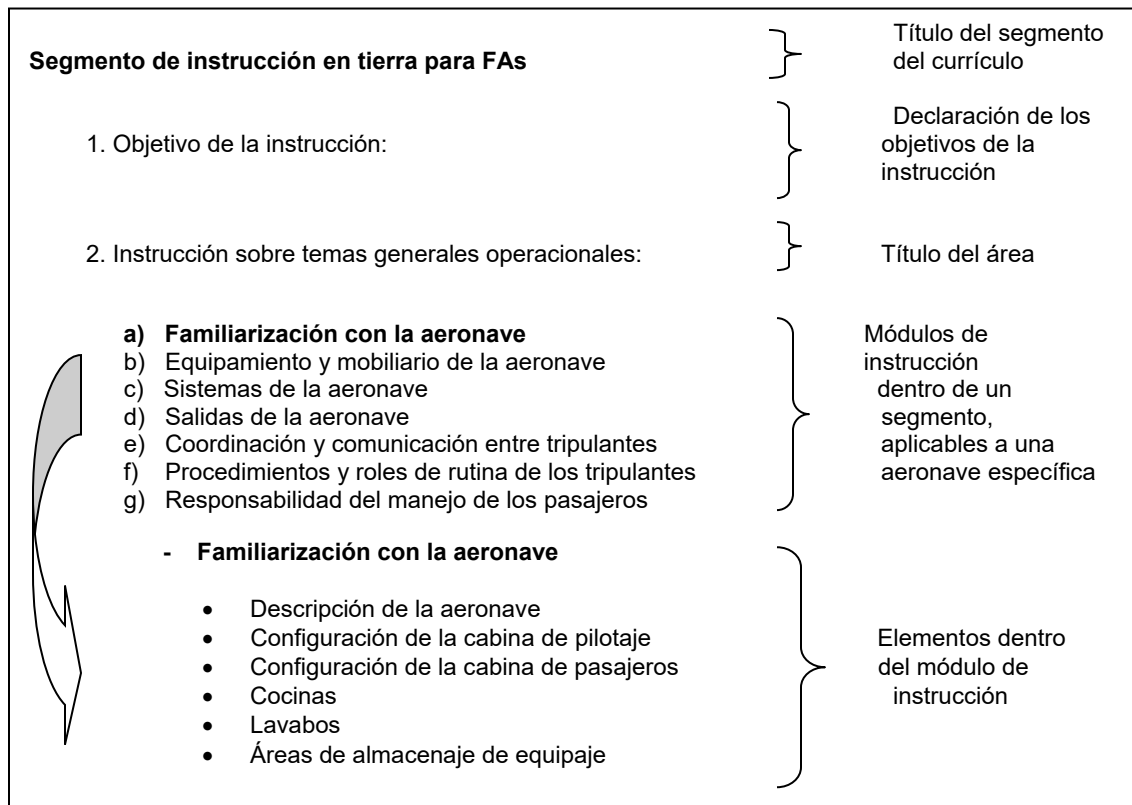 Segmento de instrucción en tierra para FAs
Título del segmento
del currículo
1. Objetivo de la instrucción:
Declaración de los
objetivos de la
instrucción
2. Instrucción sobre temas generales operacionales:
Título del área
a) Familiarización con la aeronave
b) Equipamiento y mobiliario de la aeronave
c) Sistemas de la aeronave
d) Salidas de la aeronave
e) Coordinación y comunicación entre tripulantes
f) Procedimientos y roles de rutina de los tripulantes
g) Responsabilidad del manejo de los pasajeros
Módulos de
instrucción
dentro de un
segmento,
aplicables a una
aeronave específica
- Familiarización con la aeronave
• Descripción de la aeronave
• Configuración de la cabina de pilotaje
• Configuración de la cabina de pasajeros
• Cocinas
• Lavabos
• Áreas de almacenaje de equipaje
Elementos dentro
del módulo de
instrucción